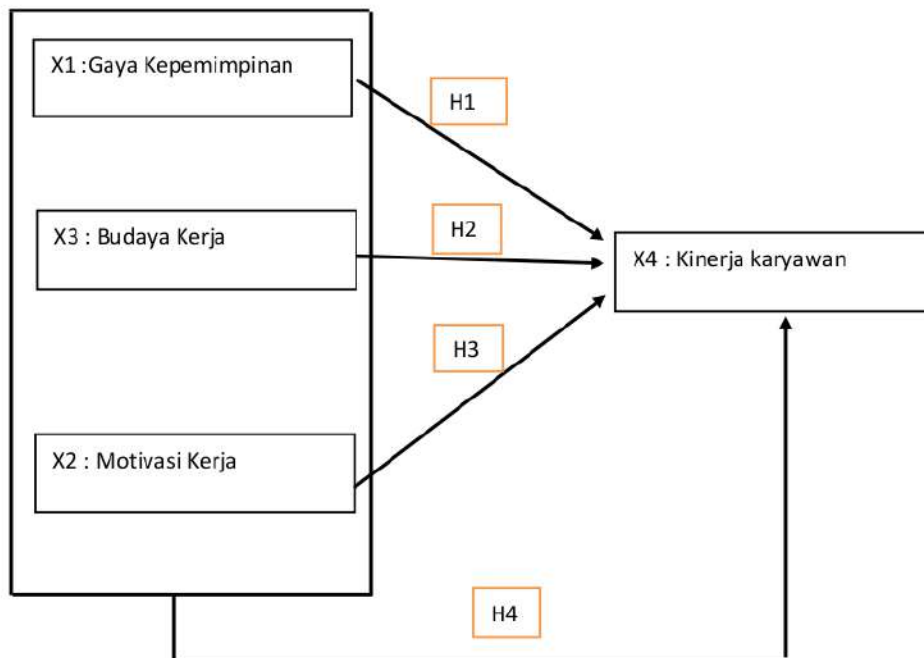 X1 :Gaya Kepemimpinan
H1
X3 : Budaya Kerja
H2
X4 : Kinerja karyawan
H3
X2 : Motivasi Kerja
H4